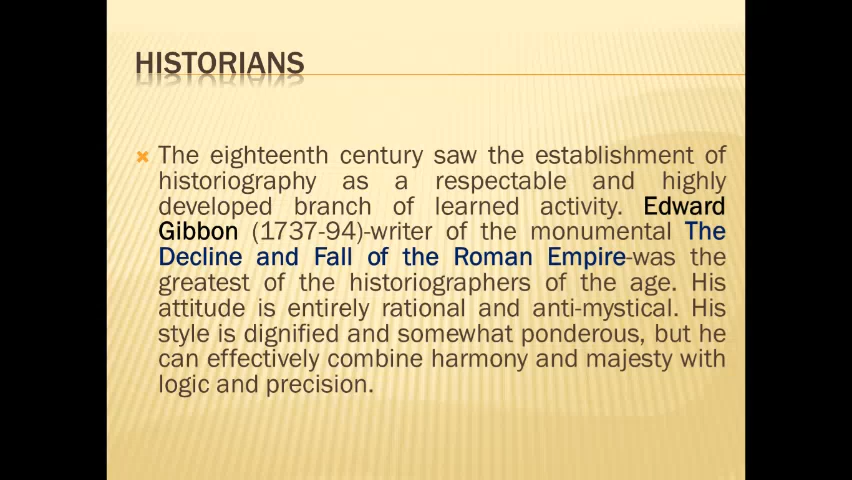 HISTORIANS
The eighteenth century saw the establishment of
historiography as a respectable and highly
developed branch of learned activity. Edward
Gibbon (1737-94)-writer of the monumental The
Decline and Fall of the Roman Empire-was the
greatest of the historiographers of the age. His
attitude is entirely rational and anti-mystical. His
style is dignified and somewhat ponderous, but he
can effectively combine harmony and majesty with
logic and precision.